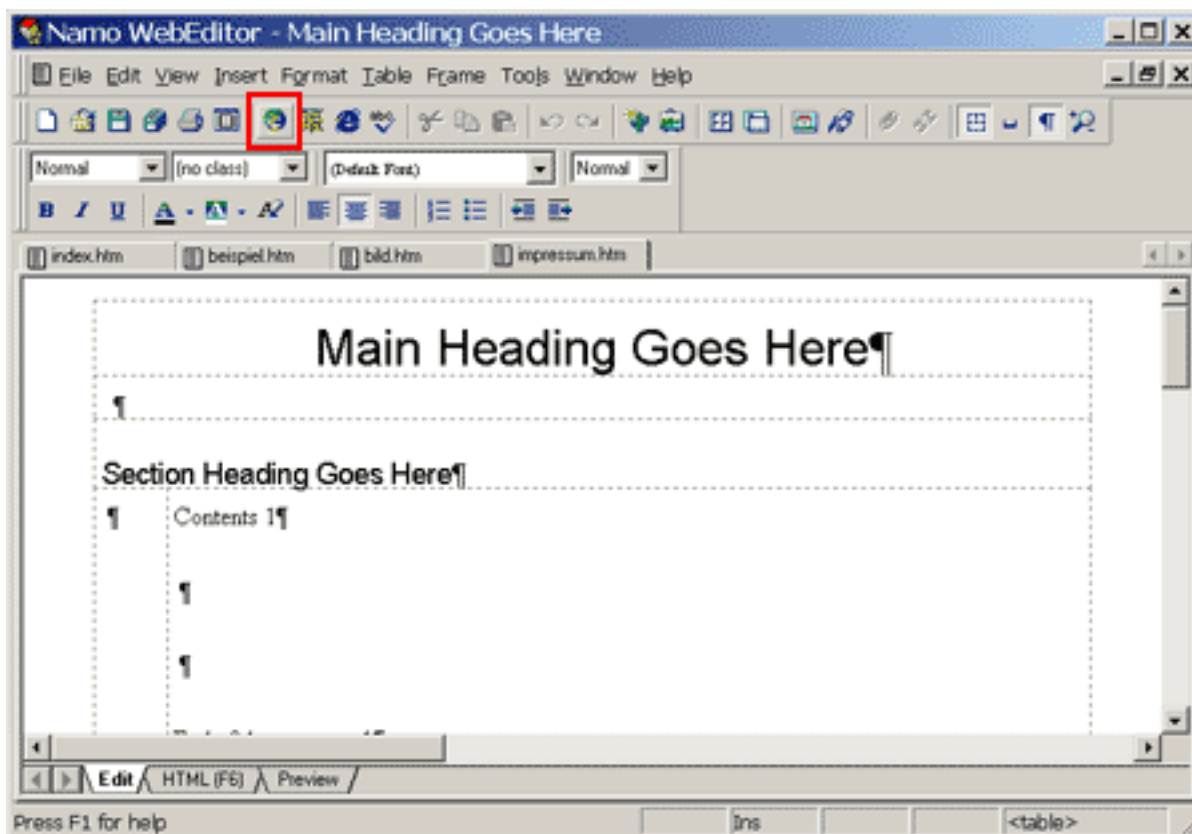 Namo WebEditor - Main Heading Goes Here
File Edit View Insert Format Table Frame Tools Window Help
Normal (no class) (Default Font) Normal
B I U A A
index.htm beispiel.htm bild.htm impressum.htm
Main Heading Goes Here¶
¶
Section Heading Goes Here¶
¶ Contents 1¶
¶
¶
Edit HTML (F6) Preview
Press F1 for help Ins <table>